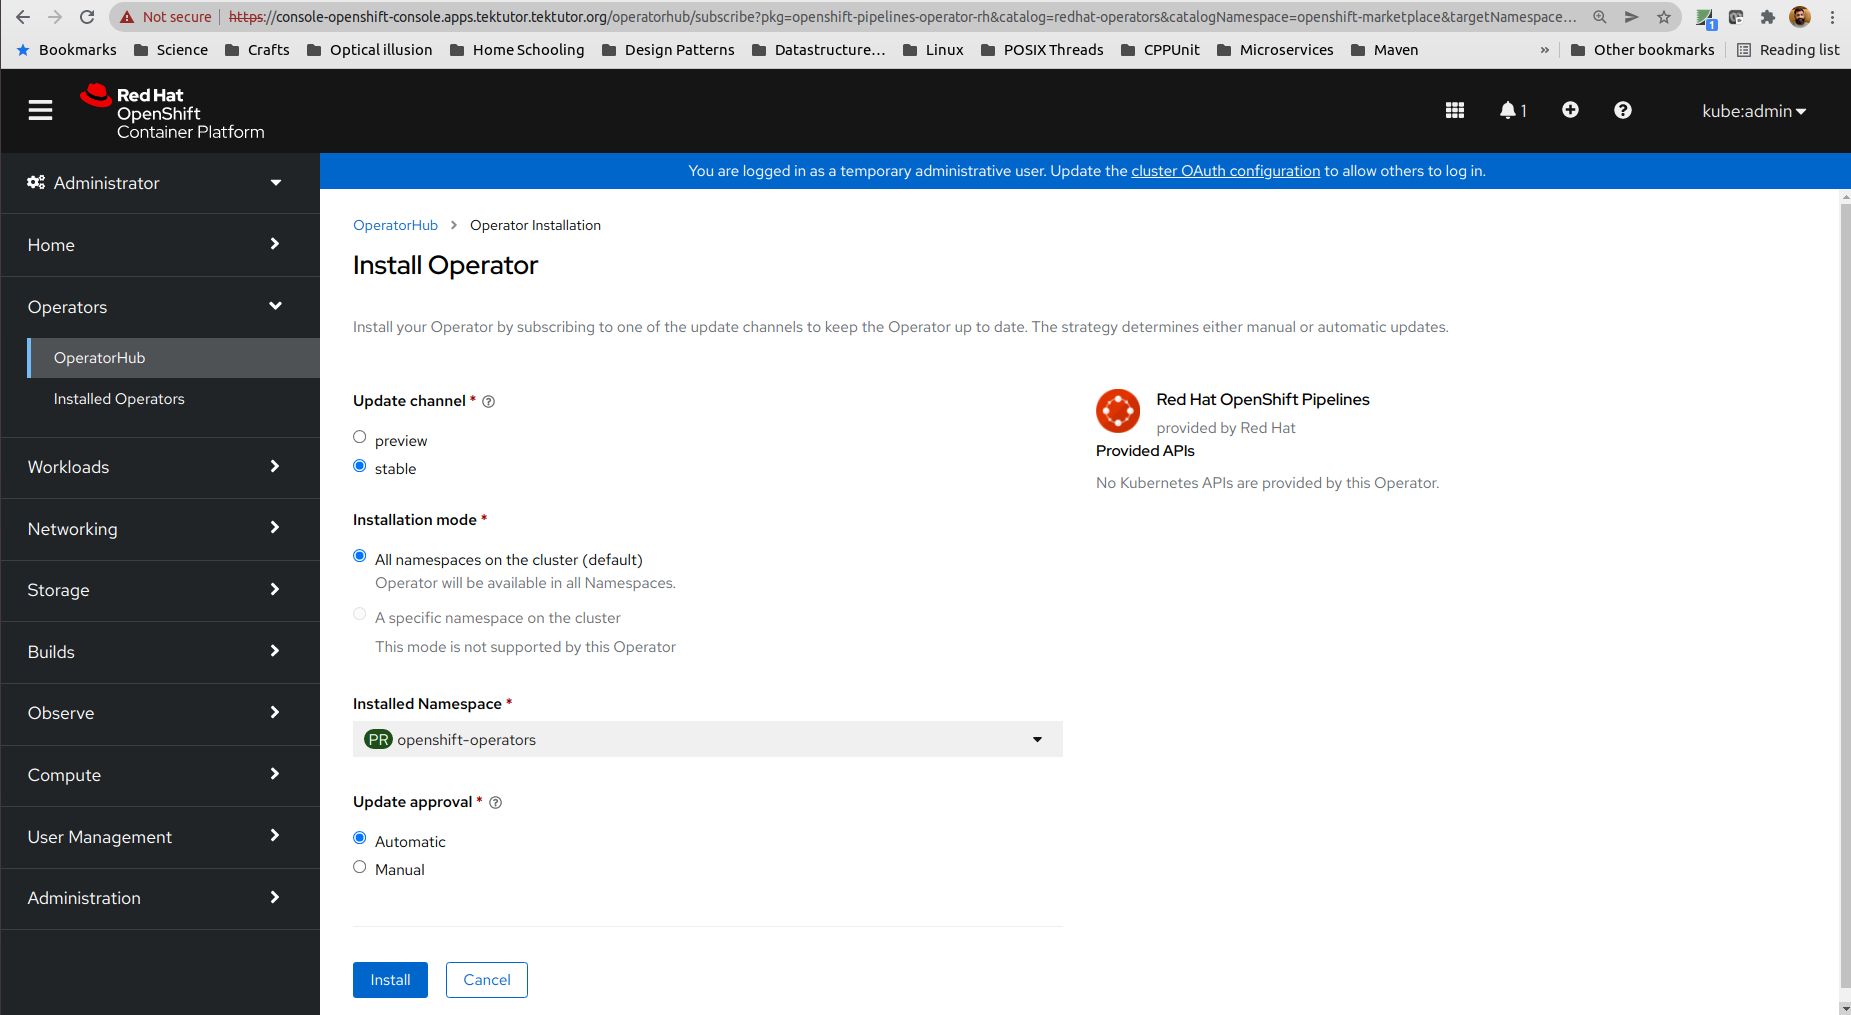 Not secure | https://console-openshift-console.apps.tektutor.tektutor.org/operatorhub/subscribe?pkg=openshift-pipelines-operator-rh&catalog=redhat-operators&catalogNamespace=openshift-marketplace&targetNamespace... 1
Bookmarks Science Crafts Optical illusion Home Schooling Design Patterns Datastructure... Linux POSIX Threads CPPUnit Microservices Maven » Other bookmarks Reading list
Red Hat
OpenShift
Container Platform
1 kube:admin
You are logged in as a temporary administrative user. Update the cluster OAuth configuration to allow others to log in.
Administrator
Home
Operators
OperatorHub
Installed Operators
Workloads
Networking
Storage
Builds
Observe
Compute
User Management
Administration
OperatorHub > Operator Installation
Install Operator
Install your Operator by subscribing to one of the update channels to keep the Operator up to date. The strategy determines either manual or automatic updates.
Update channel *
preview
stable
Installation mode *
All namespaces on the cluster (default)
Operator will be available in all Namespaces.
A specific namespace on the cluster
This mode is not supported by this Operator
Installed Namespace *
PR openshift-operators
Update approval *
Automatic
Manual
Install Cancel
Red Hat OpenShift Pipelines
provided by Red Hat
Provided APIs
No Kubernetes APIs are provided by this Operator.